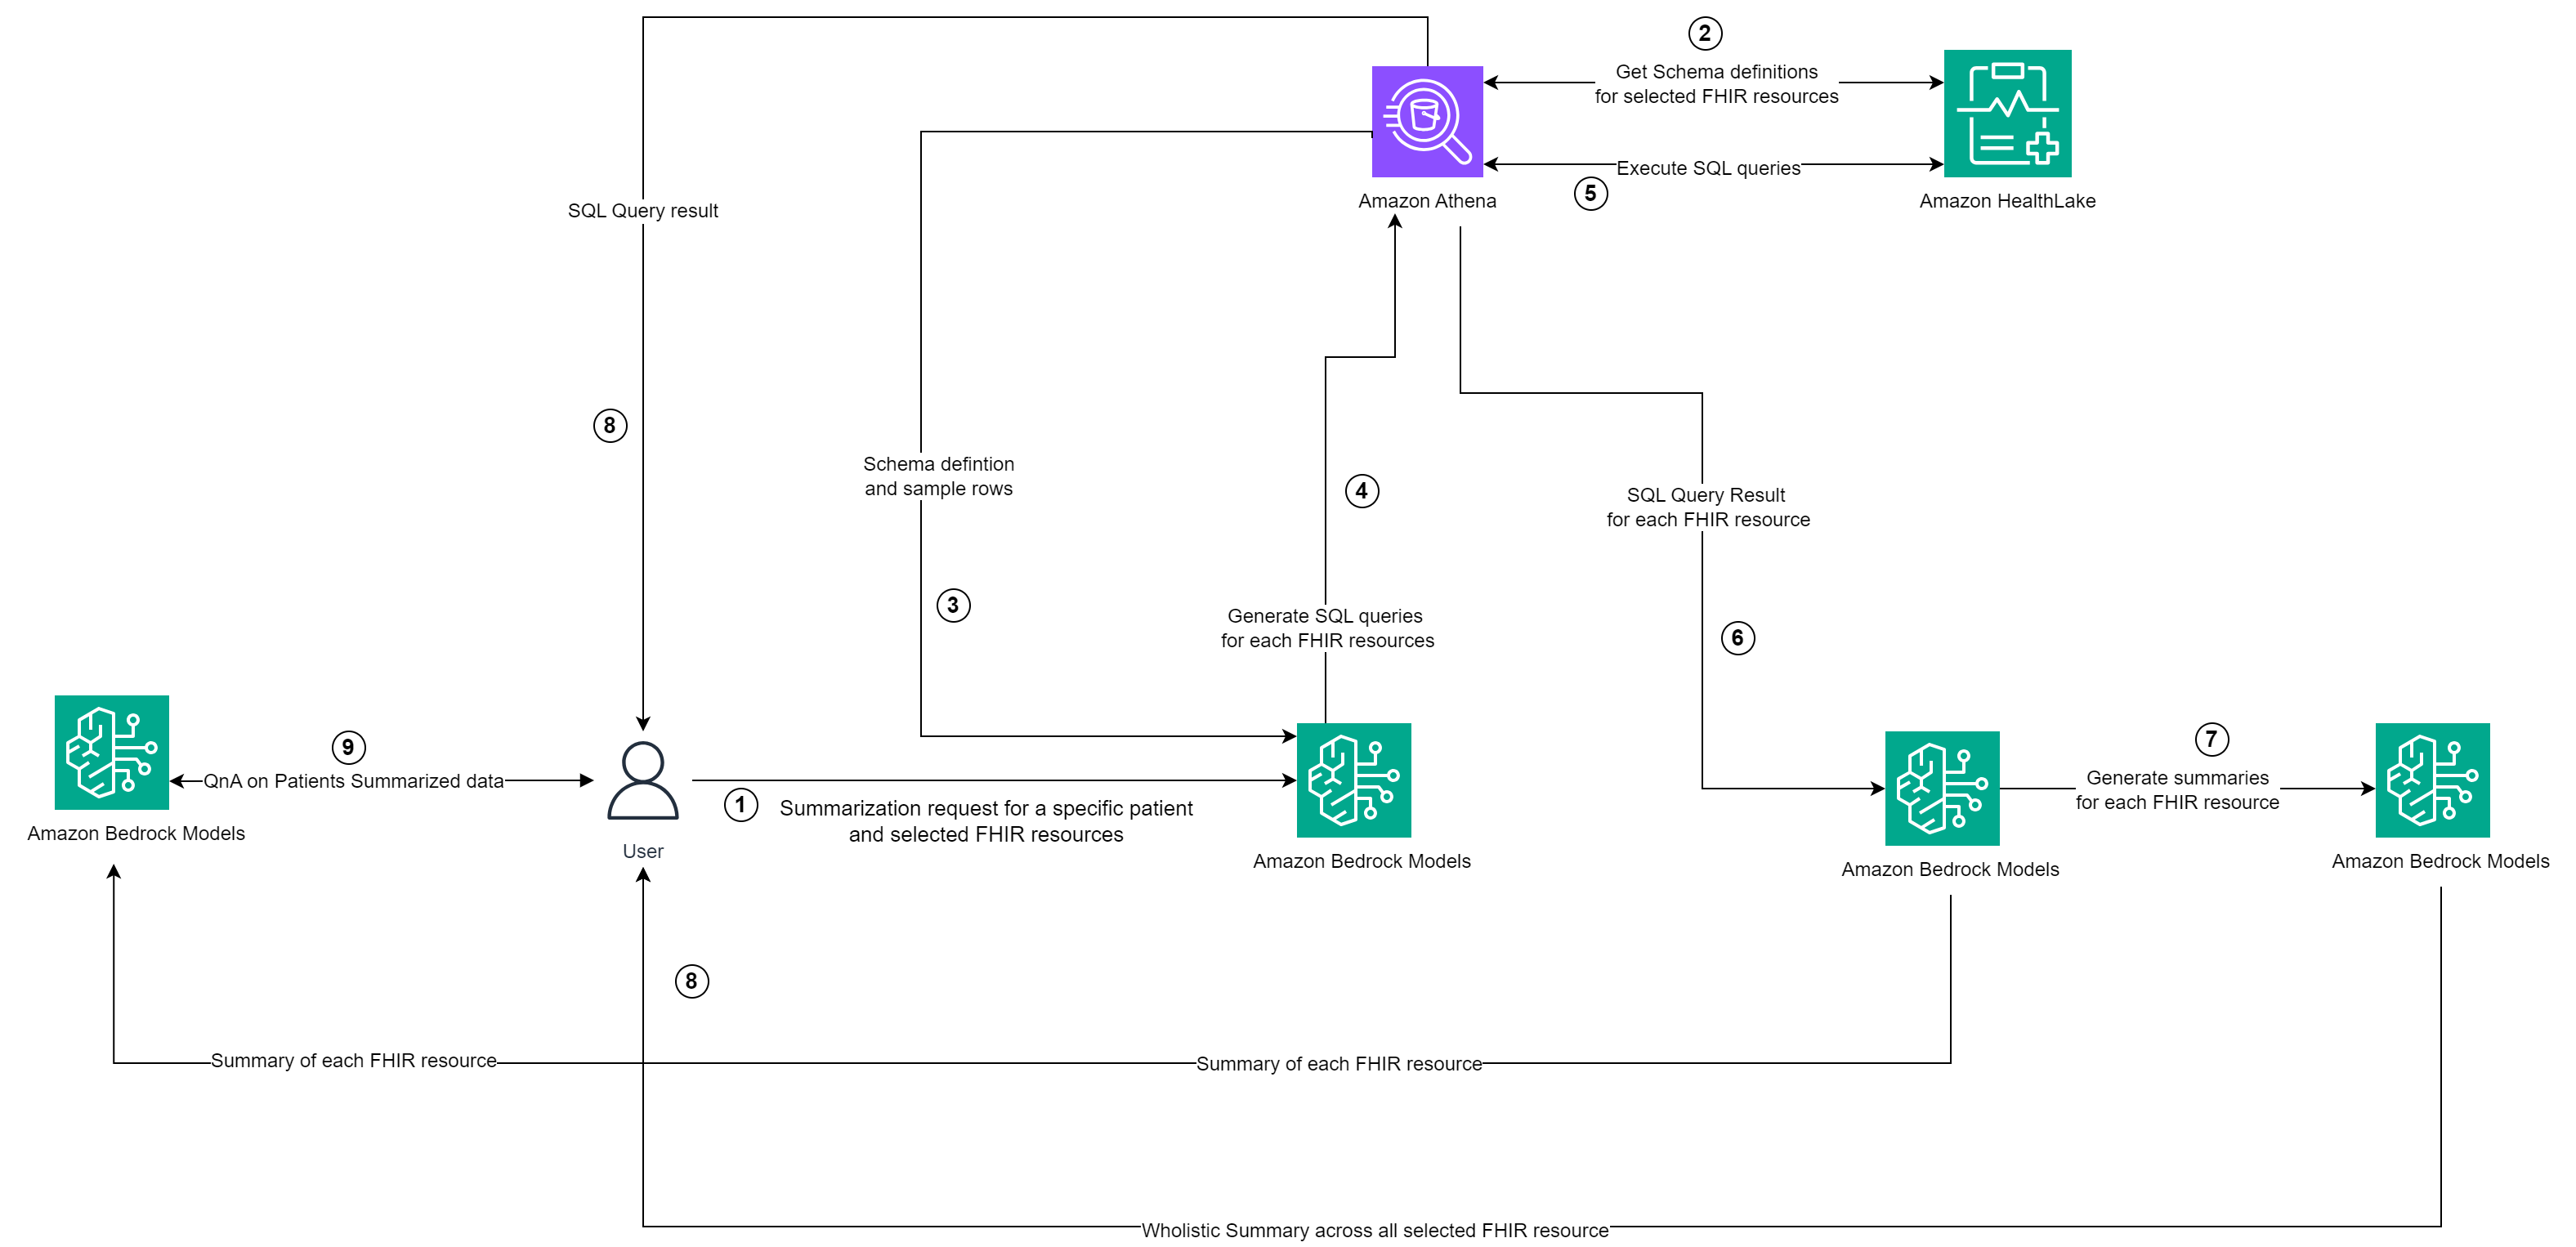 2
Get Schema definitions
for selected FHIR resources
Execute SQL queries
5
Amazon Athena
Amazon HealthLake
SQL Query result
8
Schema defintion
and sample rows
4
SQL Query Result
for each FHIR resource
3
Generate SQL queries
for each FHIR resources
6
9
QnA on Patients Summarized data
Amazon Bedrock Models
User
1
Summarization request for a specific patient
and selected FHIR resources
Amazon Bedrock Models
Amazon Bedrock Models
7
Generate summaries
for each FHIR resource
Amazon Bedrock Models
8
Summary of each FHIR resource
Summary of each FHIR resource
Wholistic Summary across all selected FHIR resource